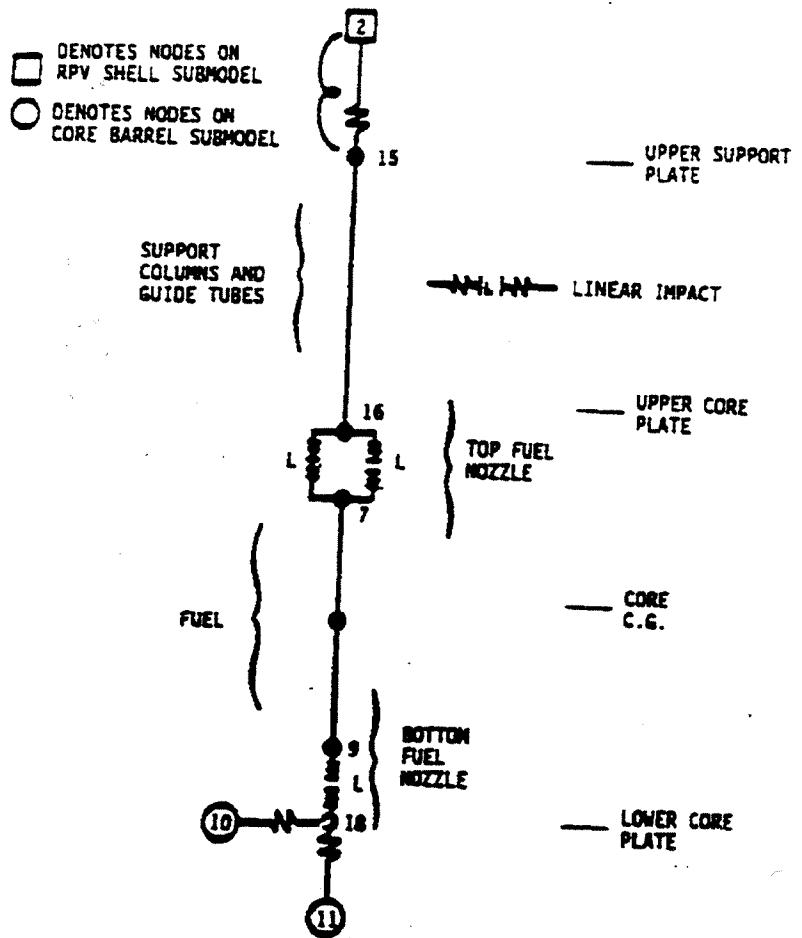 2
DENOTES NODES ON
RPV SHELL SUBMODEL
DENOTES NODES ON
CORE BARREL SUBMODEL
15
UPPER SUPPORT
PLATE
SUPPORT
COLUMNS AND
GUIDE TUBES
L
LINEAR IMPACT
16
UPPER CORE
PLATE
L
L
TOP FUEL
NOZZLE
7
FUEL
CORE
C.G.
9
BOTTOM
FUEL
NOZZLE
L
10
18
LOWER CORE
PLATE
11